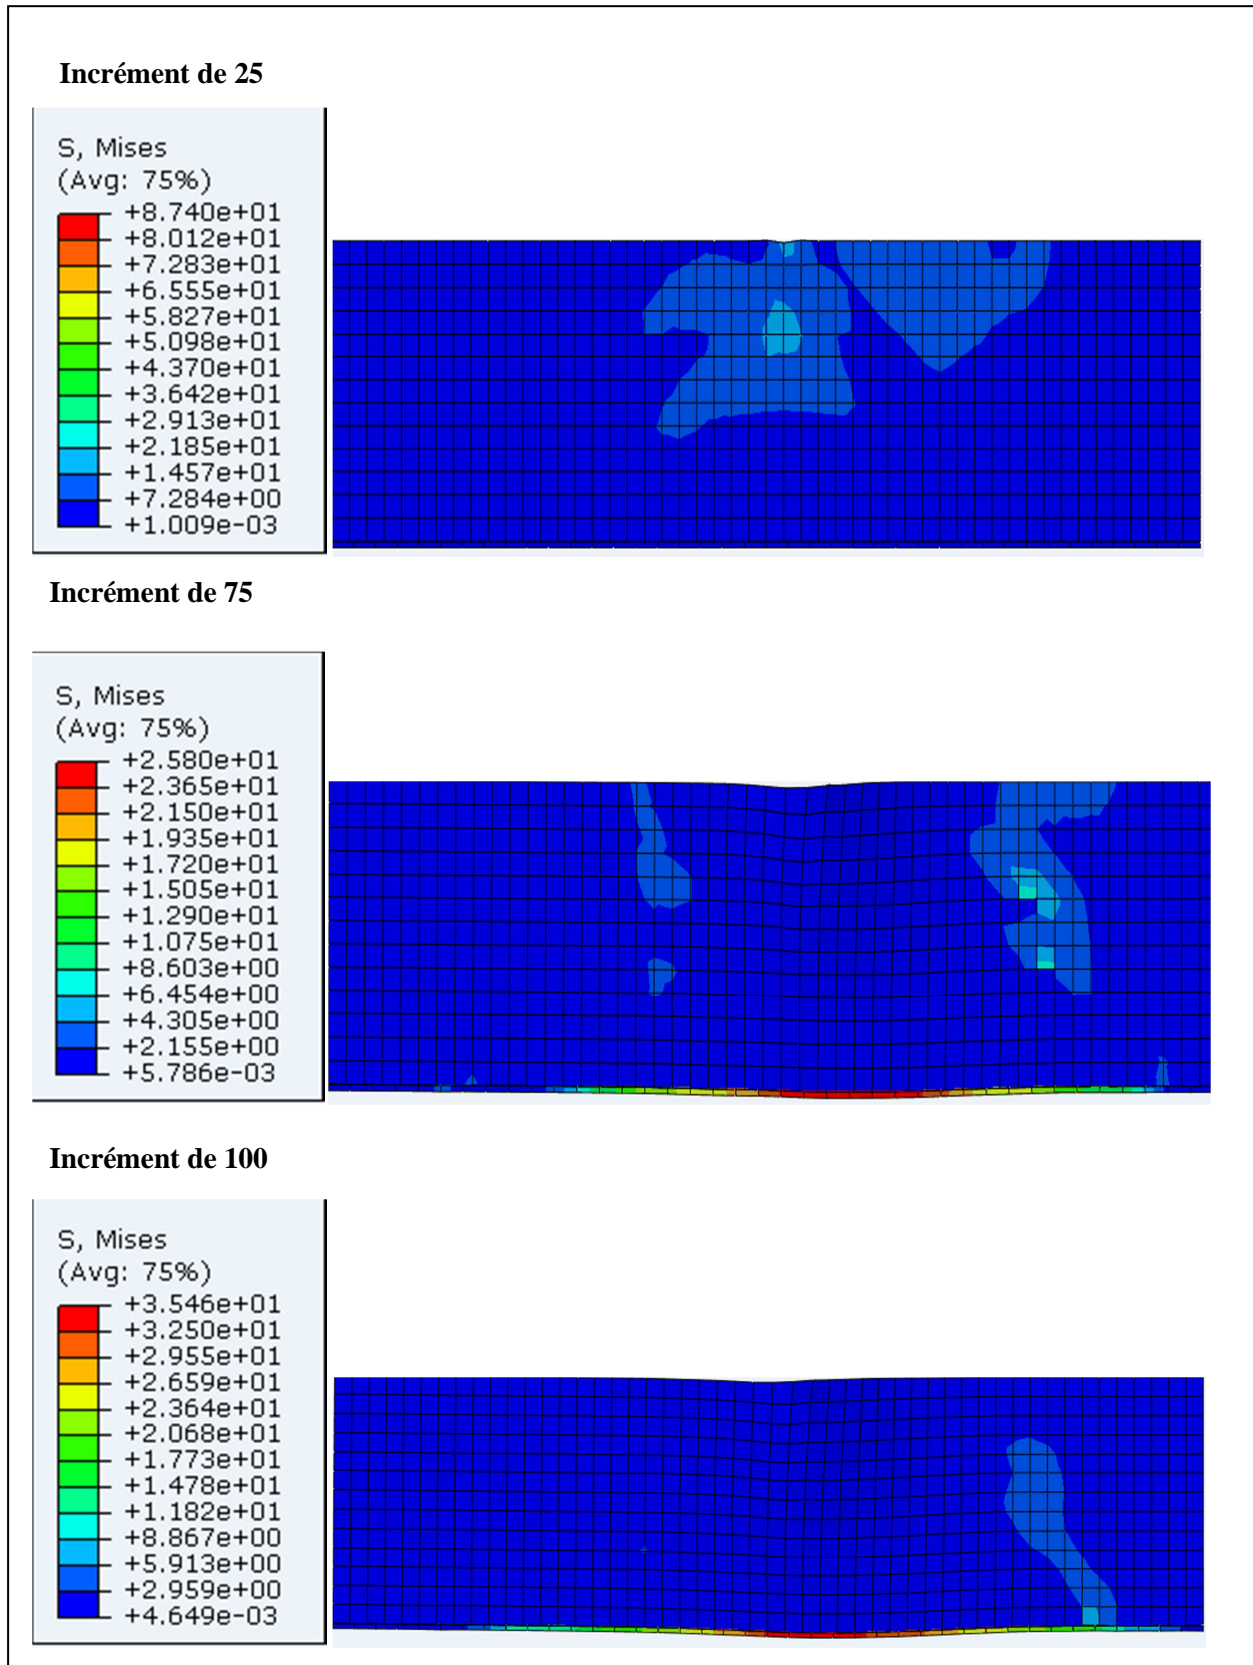 Incrément de 25
S, Mises
(Avg: 75%)
+8.740e+01
+8.012e+01
+7.283e+01
+6.555e+01
+5.827e+01
+5.098e+01
+4.370e+01
+3.642e+01
+2.913e+01
+2.185e+01
+1.457e+01
+7.284e+00
+1.009e-03
Incrément de 75
S, Mises
(Avg: 75%)
+2.580e+01
+2.365e+01
+2.150e+01
+1.935e+01
+1.720e+01
+1.505e+01
+1.290e+01
+1.075e+01
+8.603e+00
+6.454e+00
+4.305e+00
+2.155e+00
+5.786e-03
Incrément de 100
S, Mises
(Avg: 75%)
+3.546e+01
+3.250e+01
+2.955e+01
+2.659e+01
+2.364e+01
+2.068e+01
+1.773e+01
+1.478e+01
+1.182e+01
+8.867e+00
+5.913e+00
+2.959e+00
+4.649e-03